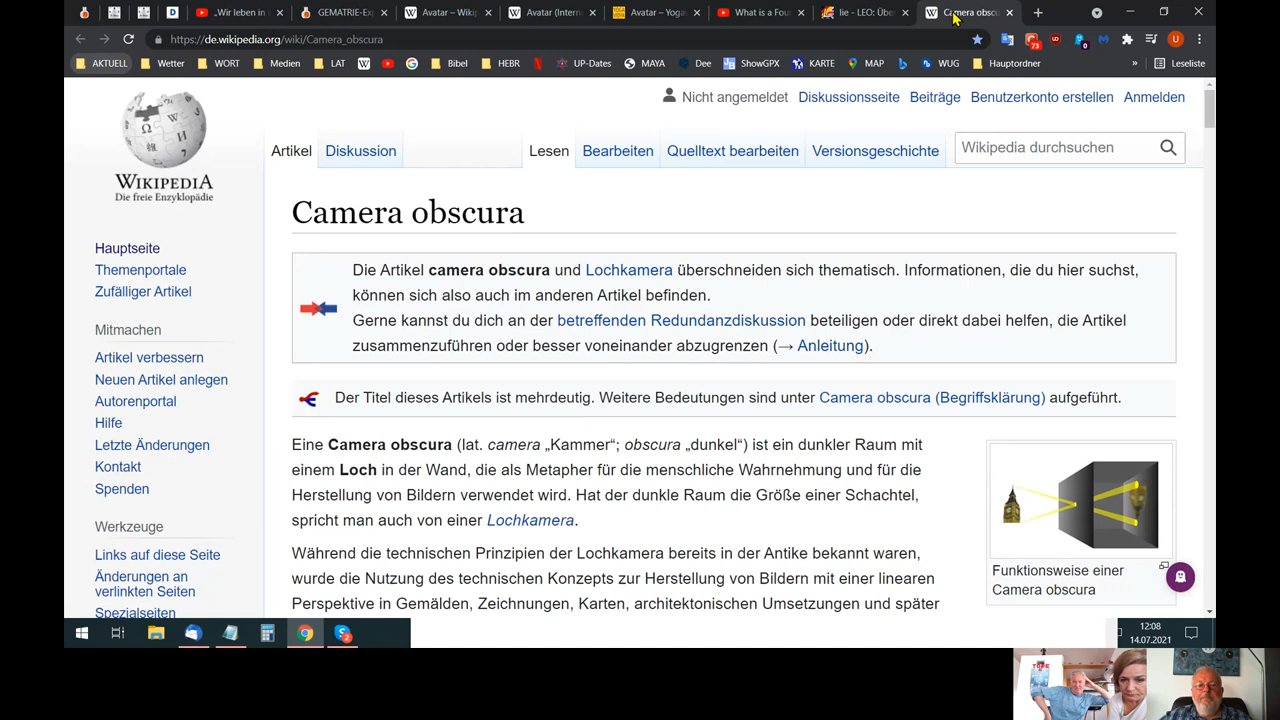 „Wir leben in
GEMATRIE-Exp
Avatar – Wikip
Avatar (Intern
Avatar – Yoga
What is a Fou
lie - LEO: Übe
Camera obscu
https://de.wikipedia.org/wiki/Camera_obscura
73
0
U
AKTUELL
Wetter
WORT
Medien
LAT
Bibel
HEBR
UP-Dates
MAYA
Dee
ShowGPX
KARTE
MAP
WUG
Hauptordner
»
Leseliste
Nicht angemeldet Diskussionsseite Beiträge Benutzerkonto erstellen Anmelden
Artikel Diskussion Lesen Bearbeiten Quelltext bearbeiten Versionsgeschichte
Wikipedia durchsuchen
WIKIPEDIA
Die freie Enzyklopädie
Hauptseite
Themenportale
Zufälliger Artikel
Mitmachen
Artikel verbessern
Neuen Artikel anlegen
Autorenportal
Hilfe
Letzte Änderungen
Kontakt
Spenden
Werkzeuge
Links auf diese Seite
Änderungen an
verlinkten Seiten
Spezialseiten
Camera obscura
Die Artikel camera obscura und Lochkamera überschneiden sich thematisch. Informationen, die du hier suchst,
können sich also auch im anderen Artikel befinden.
Gerne kannst du dich an der betreffenden Redundanzdiskussion beteiligen oder direkt dabei helfen, die Artikel
zusammenzuführen oder besser voneinander abzugrenzen (→ Anleitung).
Der Titel dieses Artikels ist mehrdeutig. Weitere Bedeutungen sind unter Camera obscura (Begriffsklärung) aufgeführt.
Eine Camera obscura (lat. camera „Kammer“; obscura „dunkel“) ist ein dunkler Raum mit
einem Loch in der Wand, die als Metapher für die menschliche Wahrnehmung und für die
Herstellung von Bildern verwendet wird. Hat der dunkle Raum die Größe einer Schachtel,
spricht man auch von einer Lochkamera.
Während die technischen Prinzipien der Lochkamera bereits in der Antike bekannt waren,
wurde die Nutzung des technischen Konzepts zur Herstellung von Bildern mit einer linearen
Perspektive in Gemälden, Zeichnungen, Karten, architektonischen Umsetzungen und später
Funktionsweise einer
Camera obscura
12:08
14.07.2021